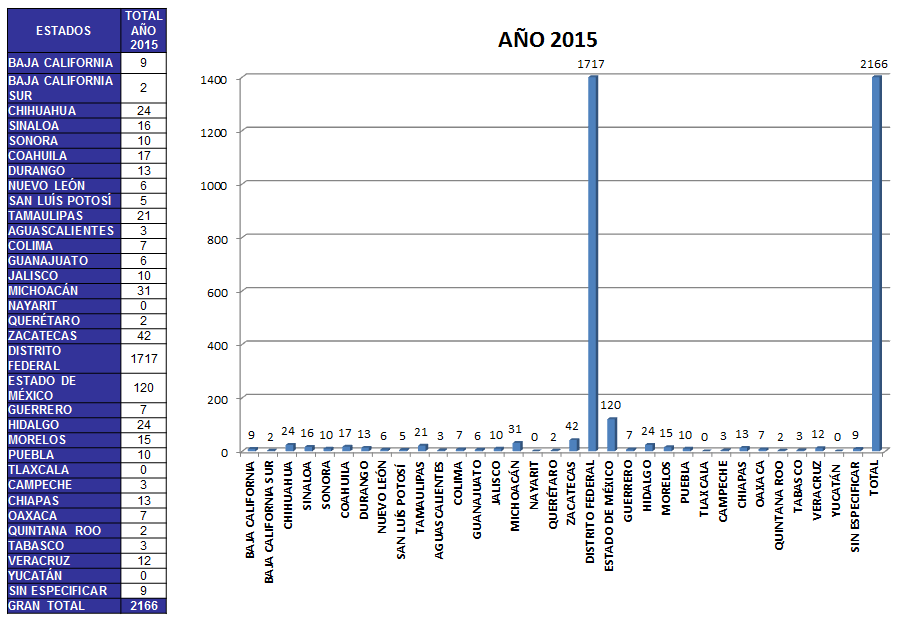 ESTADOS
TOTAL
AÑO
2015
BAJA CALIFORNIA 9
BAJA CALIFORNIA
SUR 2
CHIHUAHUA 24
SINALOA 16
SONORA 10
COAHUILA 17
DURANGO 13
NUEVO LEÓN 6
SAN LUÍS POTOSÍ 5
TAMAULIPAS 21
AGUASCALIENTES 3
COLIMA 7
GUANAJUATO 6
JALISCO 10
MICHOACÁN 31
NAYARIT 0
QUERÉTARO 2
ZACATECAS 42
DISTRITO
FEDERAL 1717
ESTADO DE
MÉXICO 120
GUERRERO 7
HIDALGO 24
MORELOS 15
PUEBLA 10
TLAXCALA 0
CAMPECHE 3
CHIAPAS 13
OAXACA 7
QUINTANA ROO 2
TABASCO 3
VERACRUZ 12
YUCATÁN 0
SIN ESPECIFICAR 9
GRAN TOTAL 2166
AÑO 2015
1717 2166
1400
1200
1000
800
600
400
200
0
9 2 24 16 10 17 13 6 5 21 3 7 6 10 31 0 2 42 120 7 24 15 10 0 3 13 7 2 3 12 0 9
BAJA CALIFORNIA
BAJA CALIFORNIA SUR
CHIHUAHUA
SINALOA
SONORA
COAHUILA
DURANGO
NUEVO LEÓN
SAN LUÍS POTOSÍ
TAMAULIPAS
AGUASCALIENTES
COLIMA
GUANAJUATO
JALISCO
MICHOACÁN
NAYARIT
QUERÉTARO
ZACATECAS
DISTRITO FEDERAL
ESTADO DE MÉXICO
GUERRERO
HIDALGO
MORELOS
PUEBLA
TLAXCALA
CAMPECHE
CHIAPAS
OAXACA
QUINTANA ROO
TABASCO
VERACRUZ
YUCATÁN
SIN ESPECIFICAR
TOTAL